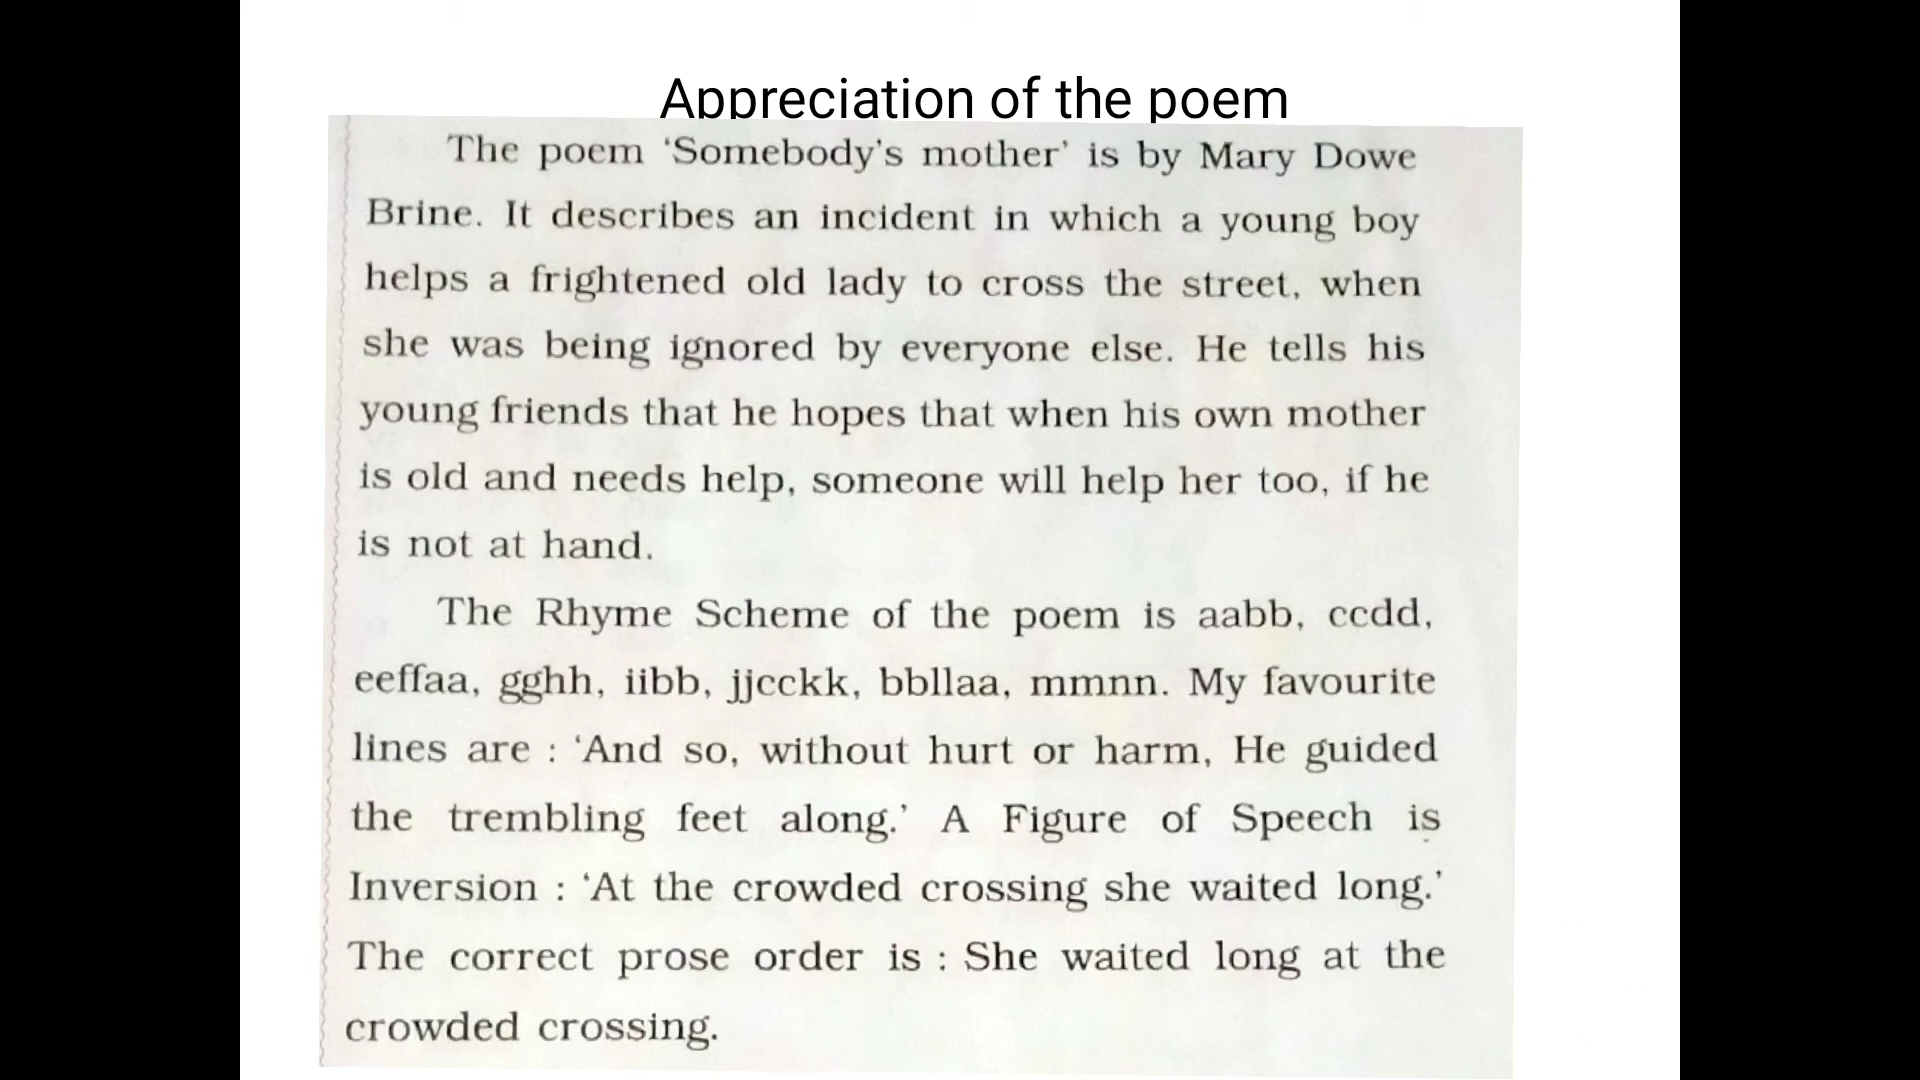 Appreciation of the poem
The poem ‘Somebody’s mother’ is by Mary Dowe
Brine. It describes an incident in which a young boy
helps a frightened old lady to cross the street, when
she was being ignored by everyone else. He tells his
young friends that he hopes that when his own mother
is old and needs help, someone will help her too, if he
is not at hand.
The Rhyme Scheme of the poem is aabb, ccdd,
eeffaa, gghh, iibb, jjcckk, bbllaa, mmnn. My favourite
lines are : ‘And so, without hurt or harm, He guided
the trembling feet along.’ A Figure of Speech is
Inversion : ‘At the crowded crossing she waited long.’
The correct prose order is : She waited long at the
crowded crossing.